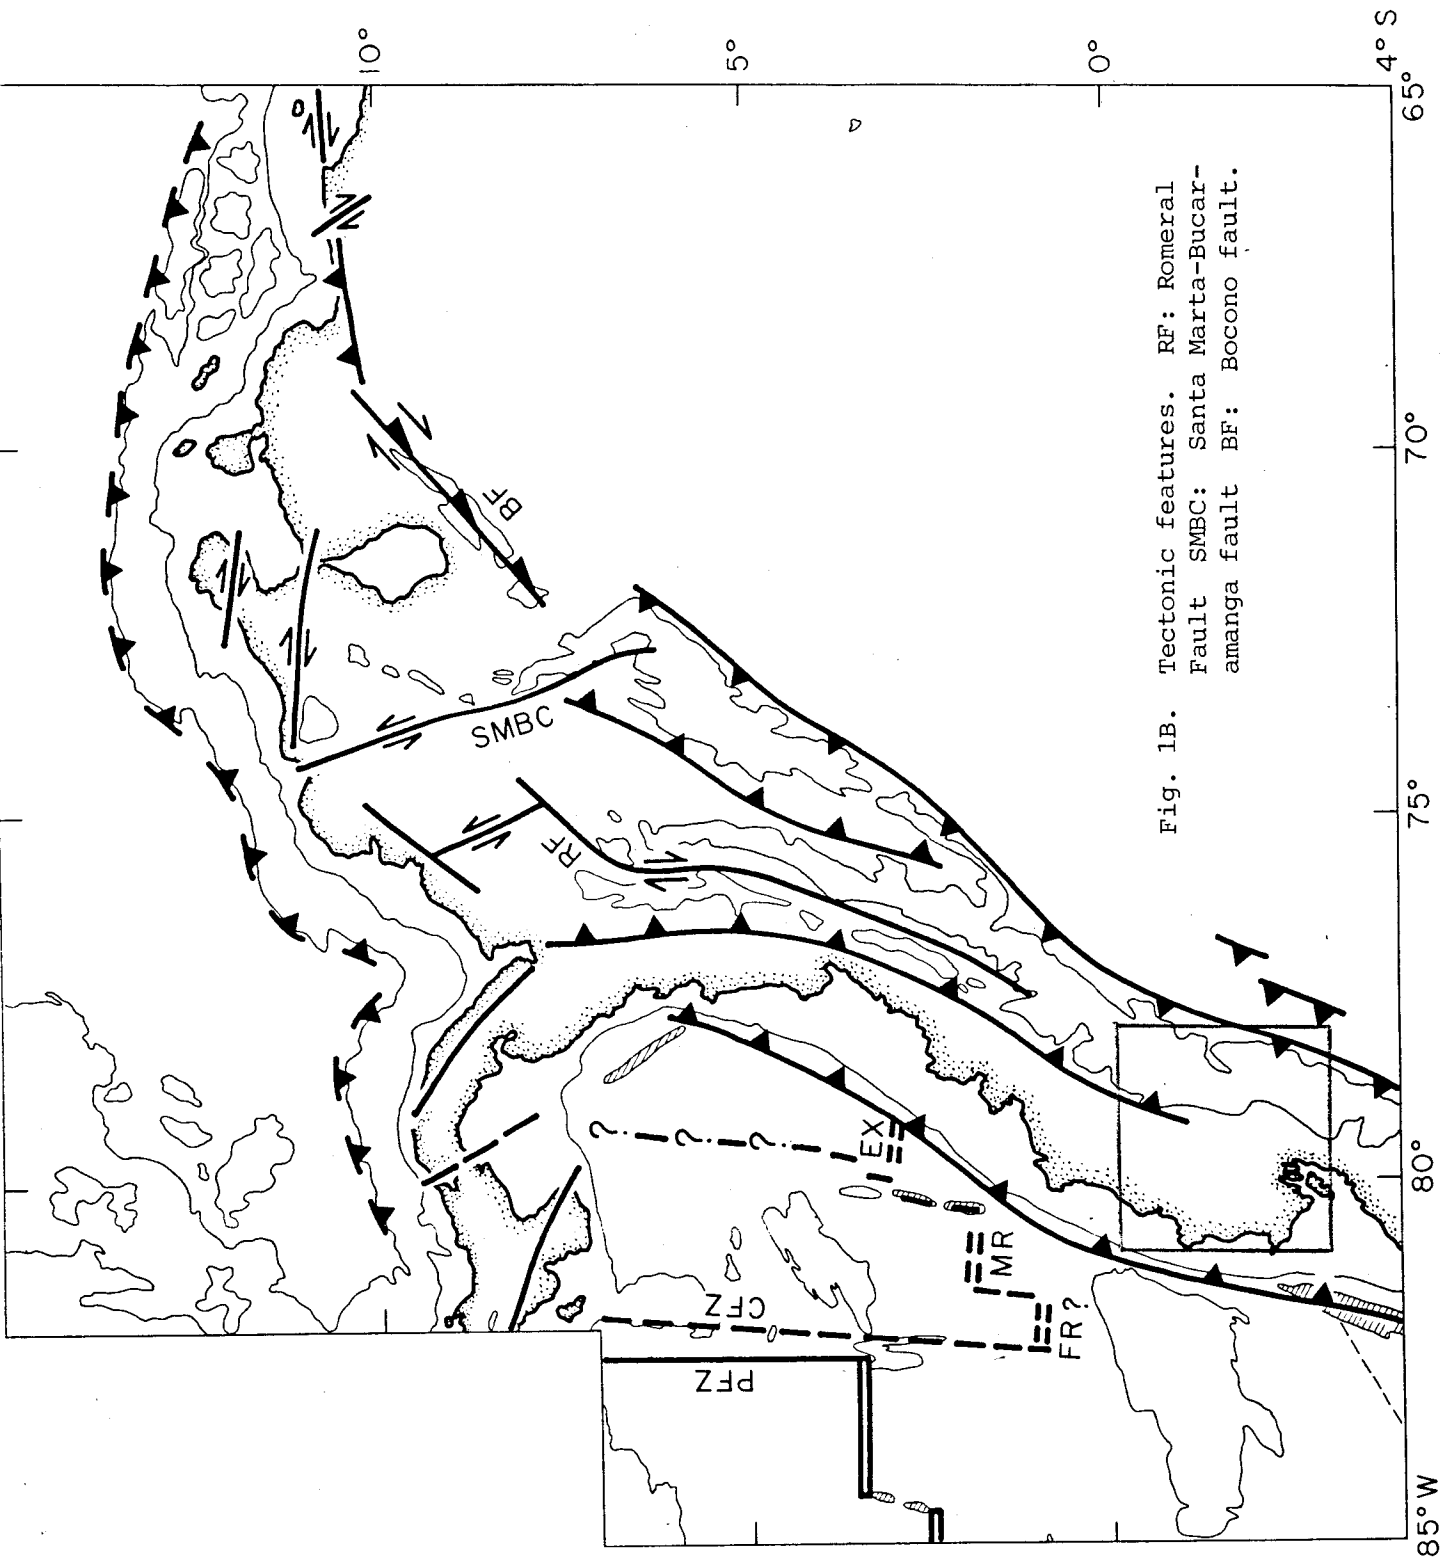 10°
5°
0°
4° S
65°
70°
75°
80°
85° W
BF
SMBC
RF
EX
MR
FR?
CFZ
PFZ
?
?
?
Fig. 1B. Tectonic features. RF: Romeral
Fault SMBC: Santa Marta-Bucar-
amanga fault BF: Bocono fault.